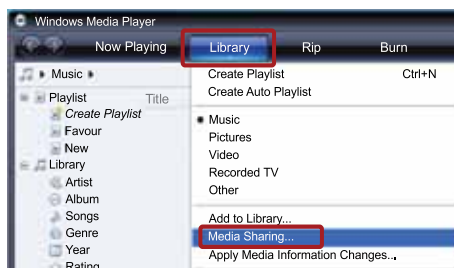 Windows Media Player
Now Playing Library Rip Burn
Music
Playlist Title
Create Playlist
Favour
New
Library
Artist
Album
Songs
Genre
Year
Rating
Create Playlist Ctrl+N
Create Auto Playlist
Music
Pictures
Video
Recorded TV
Other
Add to Library...
Media Sharing...
Apply Media Information Changes...